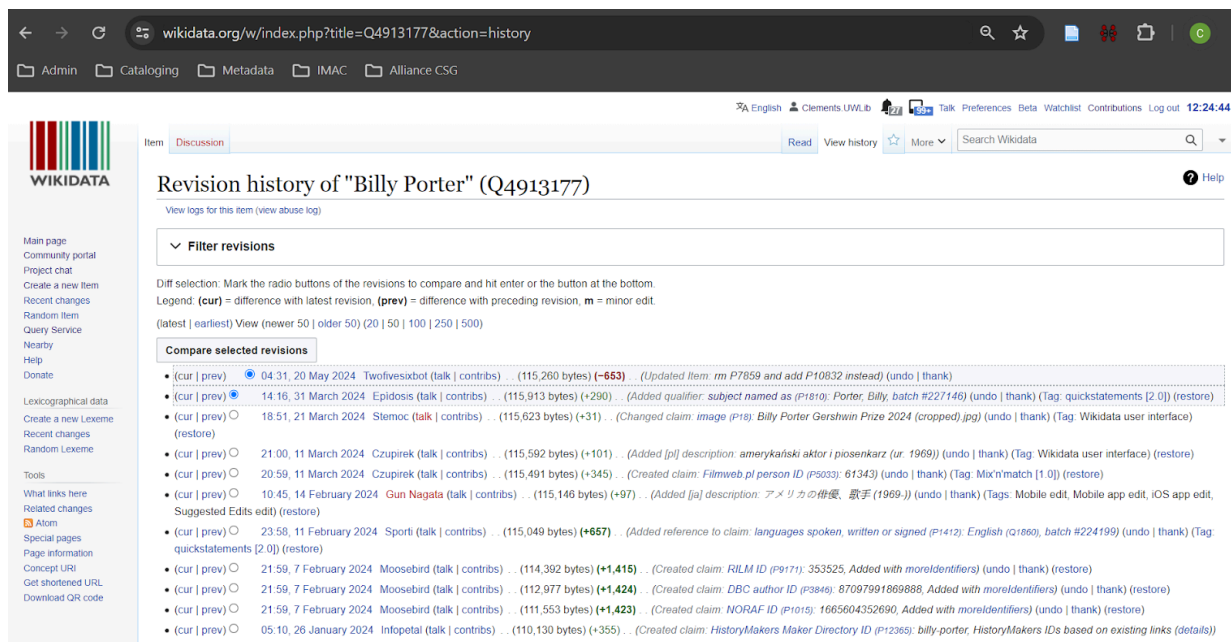 wikidata.org/w/index.php?title=Q4913177&action=history
C
Admin Cataloging Metadata IMAC Alliance CSG
English Clements.UWLib 27 99+ Talk Preferences Beta Watchlist Contributions Log out 12:24:44
WIKIDATA
Item Discussion Read View history More Search Wikidata
Revision history of "Billy Porter" (Q4913177)
Help
View logs for this item (view abuse log)
Filter revisions
Diff selection: Mark the radio buttons of the revisions to compare and hit enter or the button at the bottom.
Legend: (cur) = difference with latest revision, (prev) = difference with preceding revision, m = minor edit.
(latest | earliest) View (newer 50 | older 50) (20 | 50 | 100 | 250 | 500)
Compare selected revisions
(cur | prev) 04:31, 20 May 2024 Twofivesixbot (talk | contribs) . . (115,260 bytes) (−653) . . (Updated Item: rm P7859 and add P10832 instead) (undo | thank)
(cur | prev) 14:16, 31 March 2024 Epidosis (talk | contribs) . . (115,913 bytes) (+290) . . (Added qualifier: subject named as (P1810): Porter, Billy, batch #227146) (undo | thank) (Tag: quickstatements [2.0]) (restore)
(cur | prev) 18:51, 21 March 2024 Stemoc (talk | contribs) . . (115,623 bytes) (+31) . . (Changed claim: image (P18): Billy Porter Gershwin Prize 2024 (cropped).jpg) (undo | thank) (Tag: Wikidata user interface)
(restore)
(cur | prev) 21:00, 11 March 2024 Czupirek (talk | contribs) . . (115,592 bytes) (+101) . . (Added [pl] description: amerykański aktor i piosenkarz (ur. 1969)) (undo | thank) (Tag: Wikidata user interface) (restore)
(cur | prev) 20:59, 11 March 2024 Czupirek (talk | contribs) . . (115,491 bytes) (+345) . . (Created claim: Filmweb.pl person ID (P5033): 61343) (undo | thank) (Tag: Mix'n'match [1.0]) (restore)
(cur | prev) 10:45, 14 February 2024 Gun Nagata (talk | contribs) . . (115,146 bytes) (+97) . . (Added [ja] description: アメリカの俳優、歌手 (1969-)) (undo | thank) (Tags: Mobile edit, Mobile app edit, iOS app edit,
Suggested Edits edit) (restore)
(cur | prev) 23:58, 11 February 2024 Sporti (talk | contribs) . . (115,049 bytes) (+657) . . (Added reference to claim: languages spoken, written or signed (P1412): English (Q1860), batch #224199) (undo | thank) (Tag:
quickstatements [2.0]) (restore)
(cur | prev) 21:59, 7 February 2024 Moosebird (talk | contribs) . . (114,392 bytes) (+1,415) . . (Created claim: RILM ID (P9171): 353525, Added with moreIdentifiers) (undo | thank) (restore)
(cur | prev) 21:59, 7 February 2024 Moosebird (talk | contribs) . . (112,977 bytes) (+1,424) . . (Created claim: DBC author ID (P3846): 87097991869888, Added with moreIdentifiers) (undo | thank) (restore)
(cur | prev) 21:59, 7 February 2024 Moosebird (talk | contribs) . . (111,553 bytes) (+1,423) . . (Created claim: NORAF ID (P1015): 1665604352690, Added with moreIdentifiers) (undo | thank) (restore)
(cur | prev) 05:10, 26 January 2024 Infopetal (talk | contribs) . . (110,130 bytes) (+355) . . (Created claim: HistoryMakers Maker Directory ID (P12365): billy-porter, HistoryMakers IDs based on existing links (details))
Main page
Community portal
Project chat
Create a new Item
Recent changes
Random Item
Query Service
Nearby
Help
Donate
Lexicographical data
Create a new Lexeme
Recent changes
Random Lexeme
Tools
What links here
Related changes
Atom
Special pages
Page information
Concept URI
Get shortened URL
Download QR code